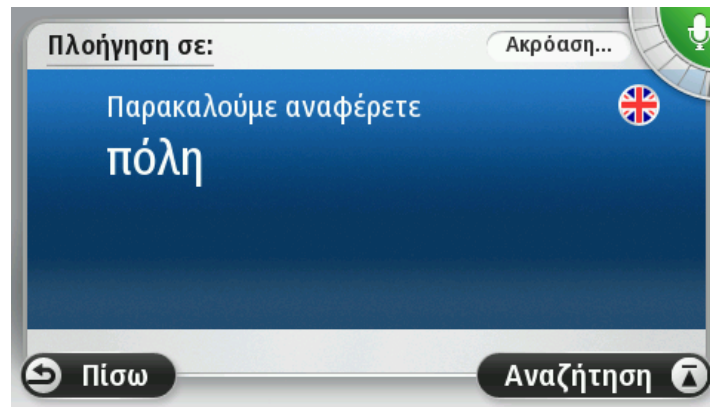 Πλοήγηση σε:
Ακρόαση...
Παρακαλούμε αναφέρετε
πόλη
Πίσω
Αναζήτηση